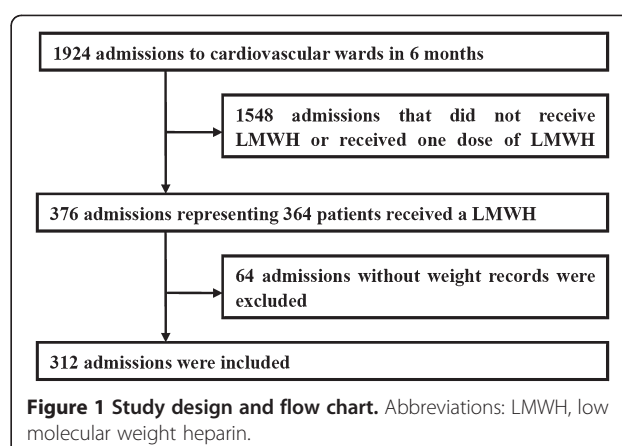 1924 admissions to cardiovascular wards in 6 months
1548 admissions that did not receive
LMWH or received one dose of LMWH
376 admissions representing 364 patients received a LMWH
64 admissions without weight records were
excluded
312 admissions were included
Figure 1 Study design and flow chart. Abbreviations: LMWH, low
molecular weight heparin.